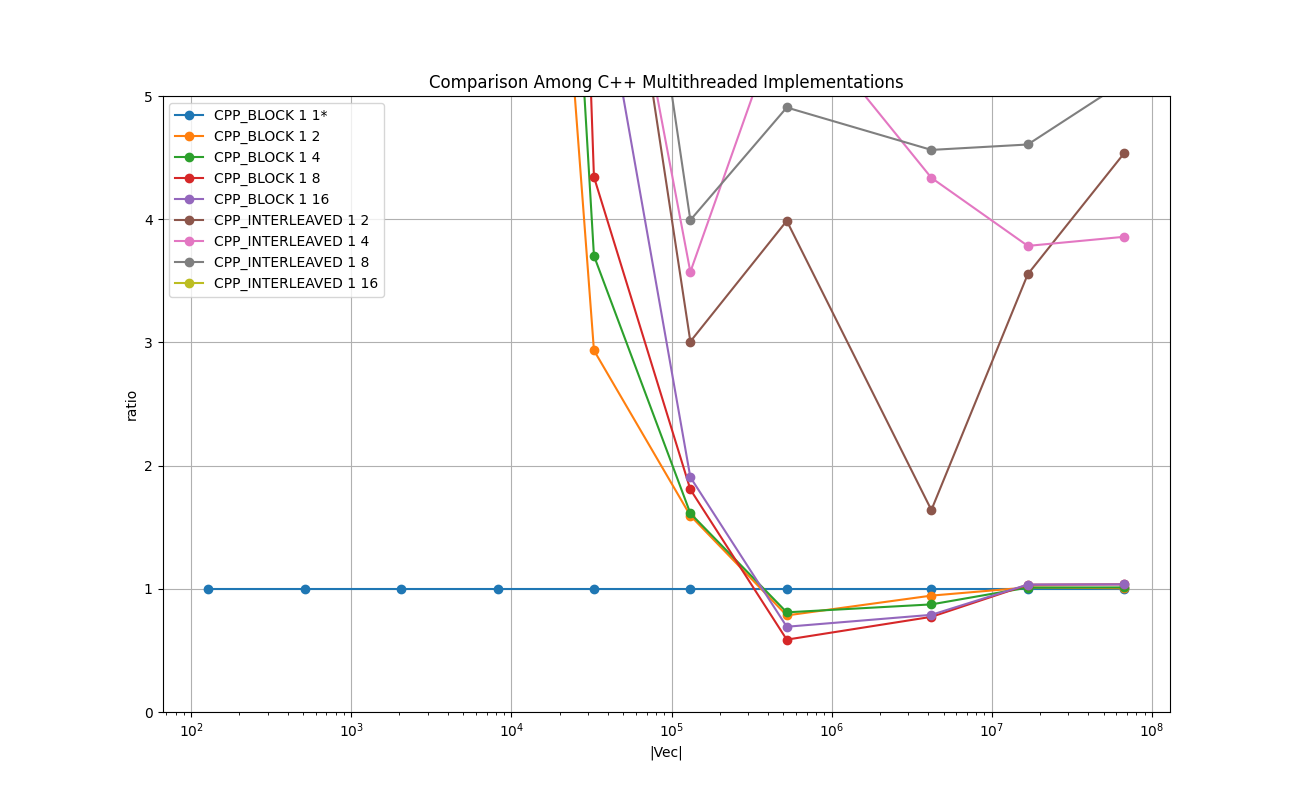 Comparison Among C++ Multithreaded Implementations
5
4
3
2
1
0
ratio
CPP_BLOCK 1 1*
CPP_BLOCK 1 2
CPP_BLOCK 1 4
CPP_BLOCK 1 8
CPP_BLOCK 1 16
CPP_INTERLEAVED 1 2
CPP_INTERLEAVED 1 4
CPP_INTERLEAVED 1 8
CPP_INTERLEAVED 1 16
10² 10³ 10⁴ 10⁵ 10⁶ 10⁷ 10⁸
|Vec|